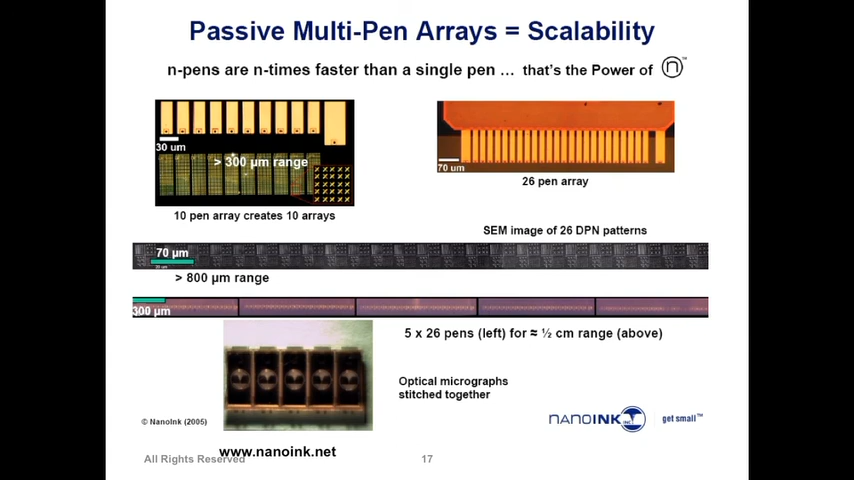 Passive Multi-Pen Arrays = Scalability
n-pens are n-times faster than a single pen … that's the Power of n™
30 um
> 300 µm range
70 um
26 pen array
10 pen array creates 10 arrays
SEM image of 26 DPN patterns
70 µm
> 800 µm range
300 µm
5 x 26 pens (left) for ≈ ½ cm range (above)
Optical micrographs
stitched together
© NanoInk (2005)
NANOINK INC. get small™
www.nanoink.net
All Rights Reserved
17